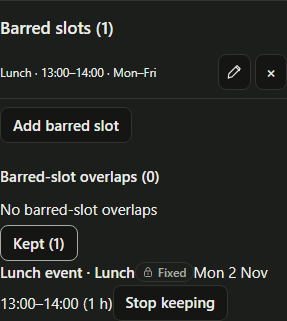 Barred slots (1)
Lunch · 13:00–14:00 · Mon–Fri
×
Add barred slot
Barred-slot overlaps (0)
No barred-slot overlaps
Kept (1)
Lunch event · Lunch Fixed Mon 2 Nov
13:00–14:00 (1 h) Stop keeping